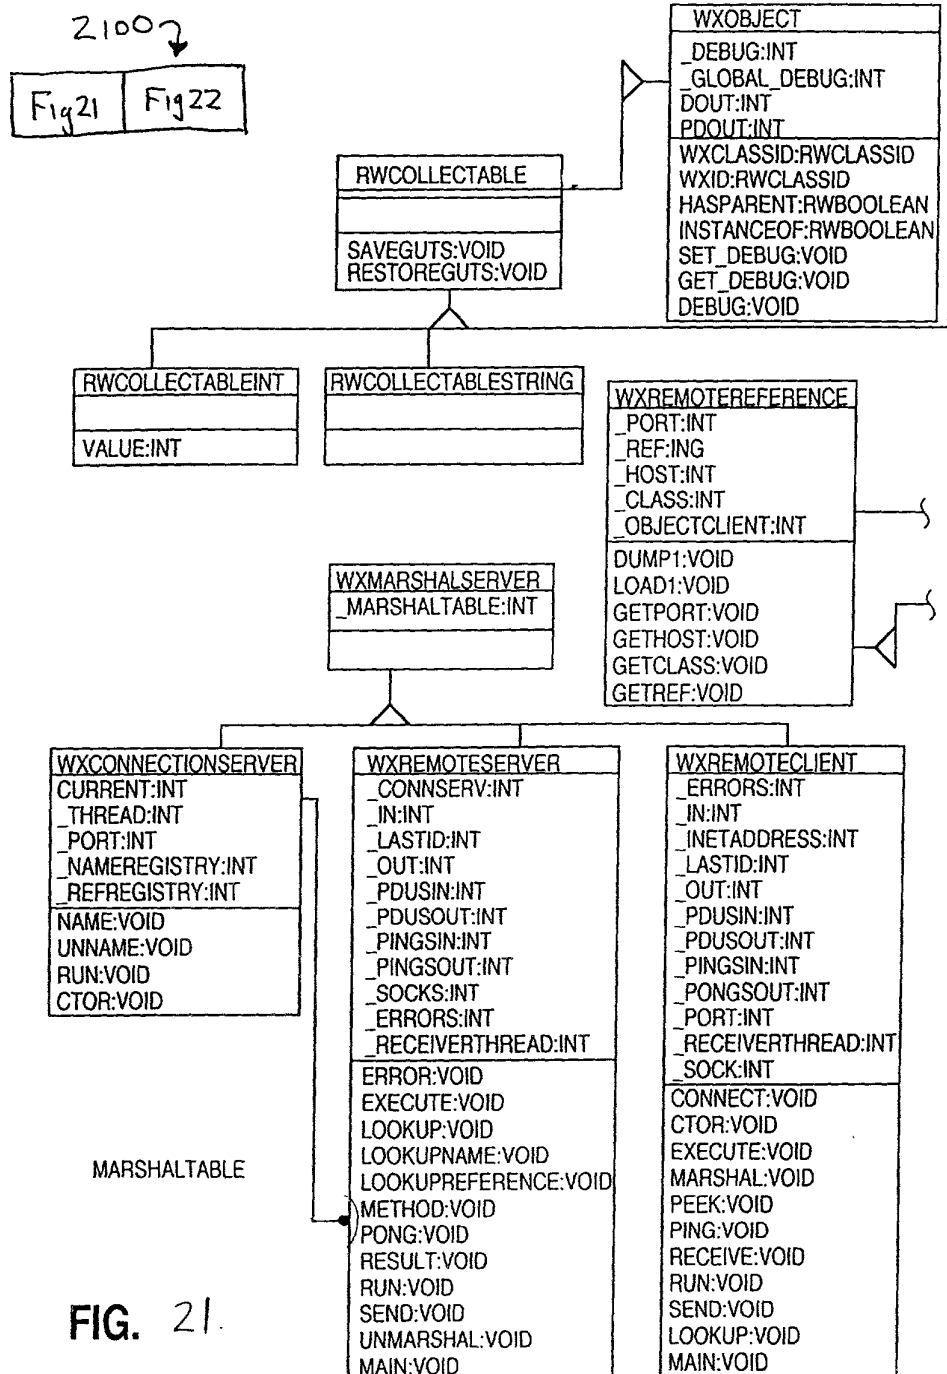 2100
Fig 21
Fig 22
WXOBJECT
_DEBUG:INT
_GLOBAL_DEBUG:INT
DOUT:INT
PDOUT:INT
WXCLASSID:RWCLASSID
WXID:RWCLASSID
HASPARENT:RWBOOLEAN
INSTANCEOF:RWBOOLEAN
SET_DEBUG:VOID
GET_DEBUG:VOID
DEBUG:VOID
RWCOLLECTABLE
SAVEGUTS:VOID
RESTOREGUTS:VOID
RWCOLLECTABLEINT
VALUE:INT
RWCOLLECTABLESTRING
WXREMOTEREFERENCE
_PORT:INT
_REF:ING
_HOST:INT
_CLASS:INT
_OBJECTCLIENT:INT
DUMP1:VOID
LOAD1:VOID
GETPORT:VOID
GETHOST:VOID
GETCLASS:VOID
GETREF:VOID
WXMARSHALSERVER
_MARSHALTABLE:INT
WXCONNECTIONSERVER
CURRENT:INT
_THREAD:INT
_PORT:INT
_NAMEREGISTRY:INT
_REFREGISTRY:INT
NAME:VOID
UNNAME:VOID
RUN:VOID
CTOR:VOID
WXREMOTESERVER
_CONNSERV:INT
_IN:INT
_LASTID:INT
_OUT:INT
_PDUSIN:INT
_PDUSOUT:INT
_PINGSIN:INT
_PINGSOUT:INT
_SOCKS:INT
_ERRORS:INT
_RECEIVERTHREAD:INT
ERROR:VOID
EXECUTE:VOID
LOOKUP:VOID
LOOKUPNAME:VOID
LOOKUPREFERENCE:VOID
METHOD:VOID
PONG:VOID
RESULT:VOID
RUN:VOID
SEND:VOID
UNMARSHAL:VOID
MAIN:VOID
WXREMOTECLIENT
_ERRORS:INT
_IN:INT
_INETADDRESS:INT
_LASTID:INT
_OUT:INT
_PDUSIN:INT
_PDUSOUT:INT
_PINGSIN:INT
_PONGSOUT:INT
_PORT:INT
_RECEIVERTHREAD:INT
_SOCK:INT
CONNECT:VOID
CTOR:VOID
EXECUTE:VOID
MARSHAL:VOID
PEEK:VOID
PING:VOID
RECEIVE:VOID
RUN:VOID
SEND:VOID
LOOKUP:VOID
MAIN:VOID
MARSHALTABLE
FIG. 21.